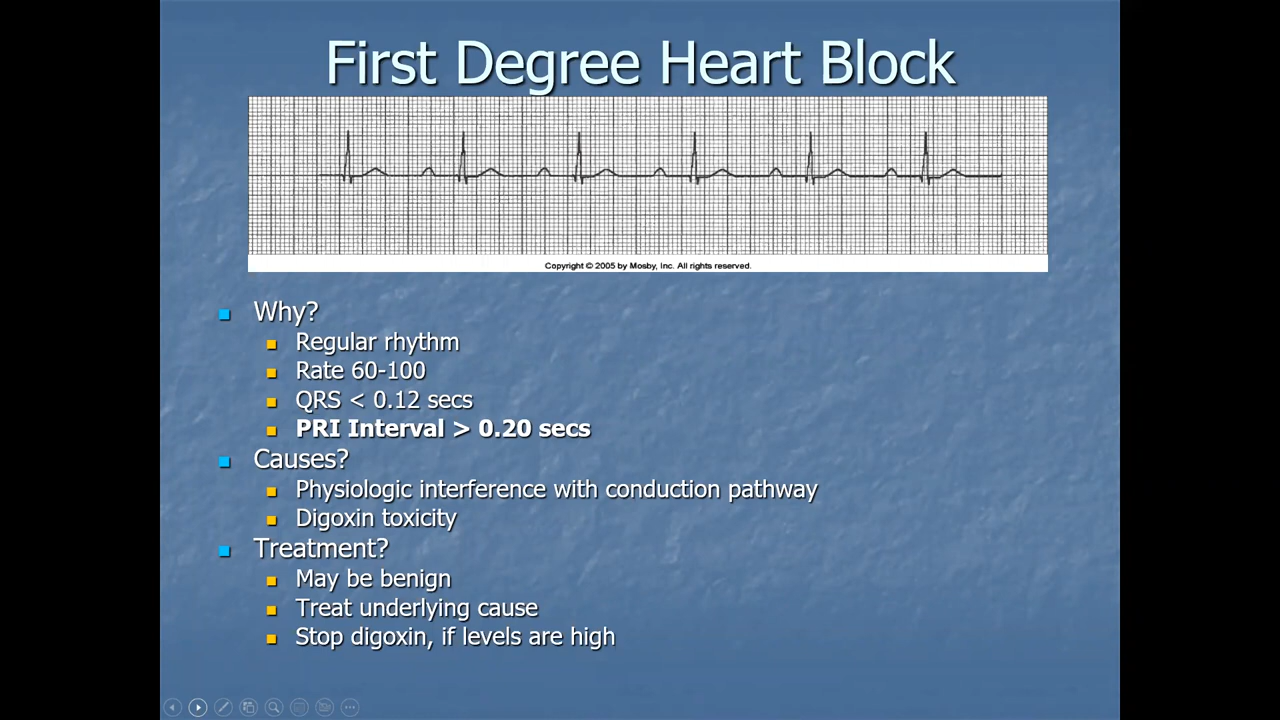 First Degree Heart Block
Copyright © 2005 by Mosby, Inc. All rights reserved.
Why?
Regular rhythm
Rate 60-100
QRS < 0.12 secs
PRI Interval > 0.20 secs
Causes?
Physiologic interference with conduction pathway
Digoxin toxicity
Treatment?
May be benign
Treat underlying cause
Stop digoxin, if levels are high